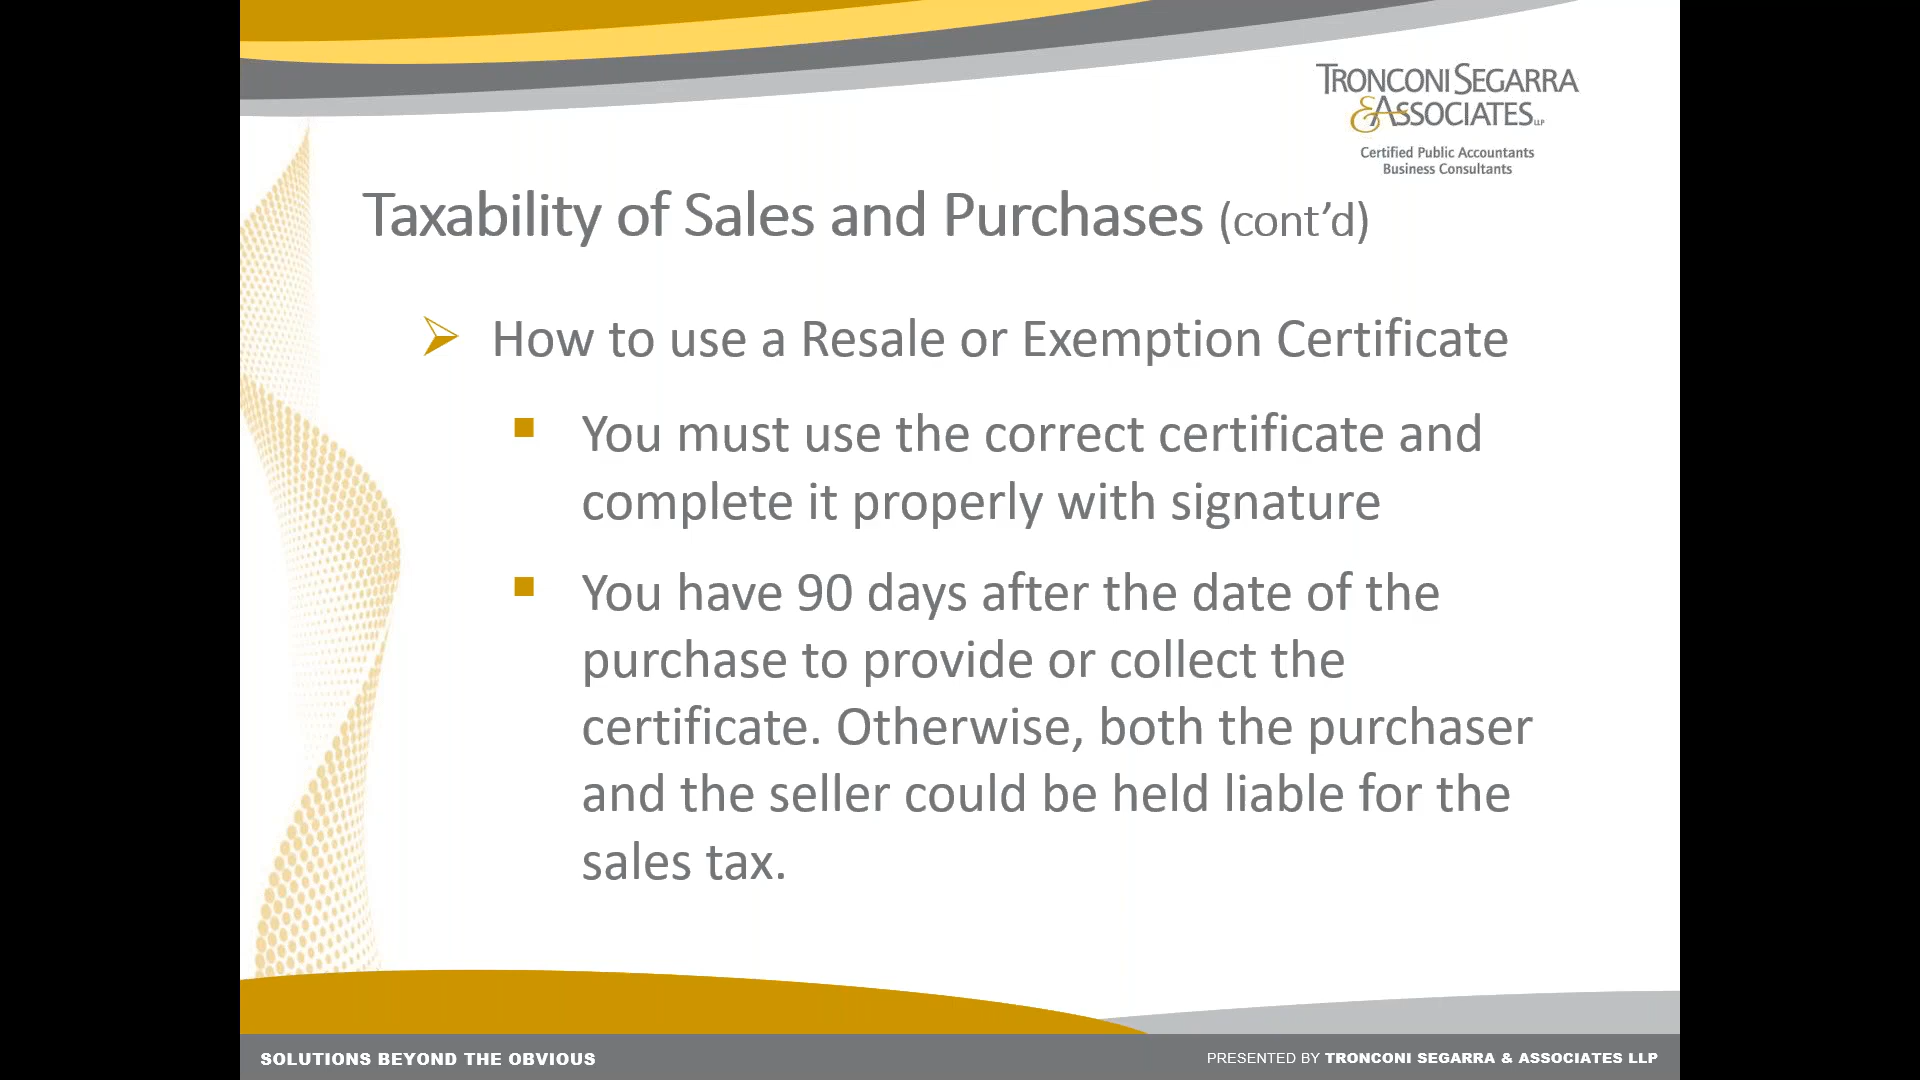 TRONCONI SEGARRA
& ASSOCIATES LLP
Certified Public Accountants
Business Consultants
Taxability of Sales and Purchases (cont’d)
How to use a Resale or Exemption Certificate
You must use the correct certificate and
complete it properly with signature
You have 90 days after the date of the
purchase to provide or collect the
certificate. Otherwise, both the purchaser
and the seller could be held liable for the
sales tax.
SOLUTIONS BEYOND THE OBVIOUS
PRESENTED BY TRONCONI SEGARRA & ASSOCIATES LLP